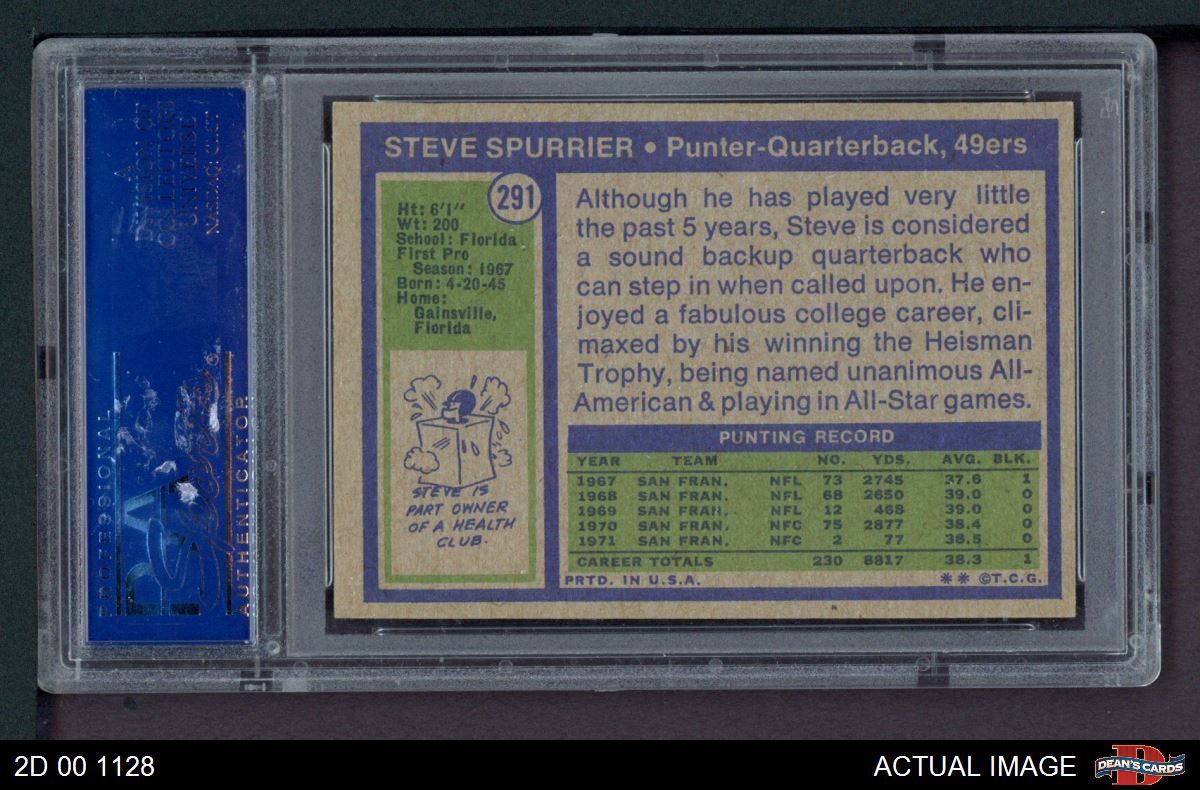 A
DIVISION OF
COLLECTORS
UNIVERSE
NASDAQ: CLCT
PROFESSIONAL
PSA
AUTHENTICATOR
STEVE SPURRIER • Punter-Quarterback, 49ers
291
Ht: 6'1"
Wt: 200
School: Florida
First Pro
Season: 1967
Born: 4-20-45
Home:
Gainsville,
Florida
STEVE IS
PART OWNER
OF A HEALTH
CLUB.
Although he has played very little
the past 5 years, Steve is considered
a sound backup quarterback who
can step in when called upon. He en-
joyed a fabulous college career, cli-
maxed by his winning the Heisman
Trophy, being named unanimous All-
American & playing in All-Star games.
PUNTING RECORD
YEAR TEAM NO. YDS. AVG. BLK.
1967 SAN FRAN. NFL 73 2745 37.6 1
1968 SAN FRAN. NFL 68 2650 39.0 0
1969 SAN FRAN. NFL 12 468 39.0 0
1970 SAN FRAN. NFC 75 2877 38.4 0
1971 SAN FRAN. NFC 2 77 38.5 0
CAREER TOTALS 230 8817 38.3 1
PRTD. IN U.S.A. ** ©T.C.G.
2D 00 1128
ACTUAL IMAGE
DEAN'S CARDS